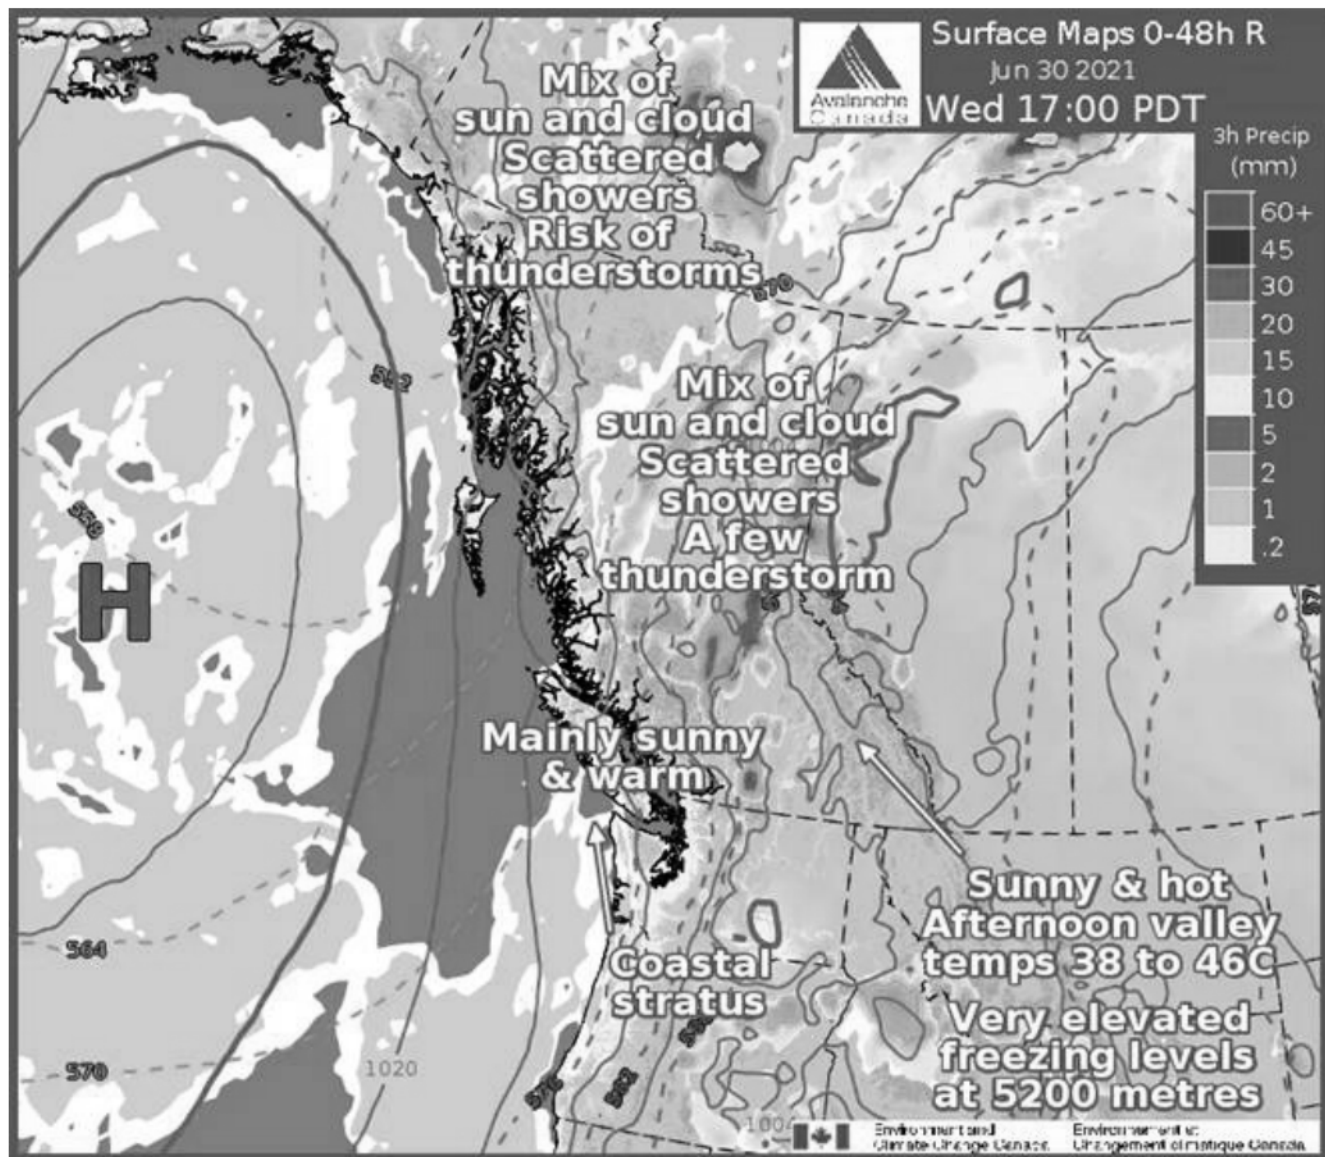 Surface Maps 0-48h R
Jun 30 2021
Wed 17:00 PDT
Avalanche
Canada
3h Precip
(mm)
60+
45
30
20
15
10
5
2
1
.2
Mix of
sun and cloud
Scattered
showers
Risk of
thunderstorms
570
552
Mix of
sun and cloud
Scattered
showers
A few
thunderstorm
558
H
Mainly sunny
& warm
Sunny & hot
Afternoon valley
temps 38 to 46C
Very elevated
freezing levels
at 5200 metres
Coastal
stratus
564
570
1020
576
582
1004
Environment and
Climate Change Canada
Environnement et
Changement climatique Canada